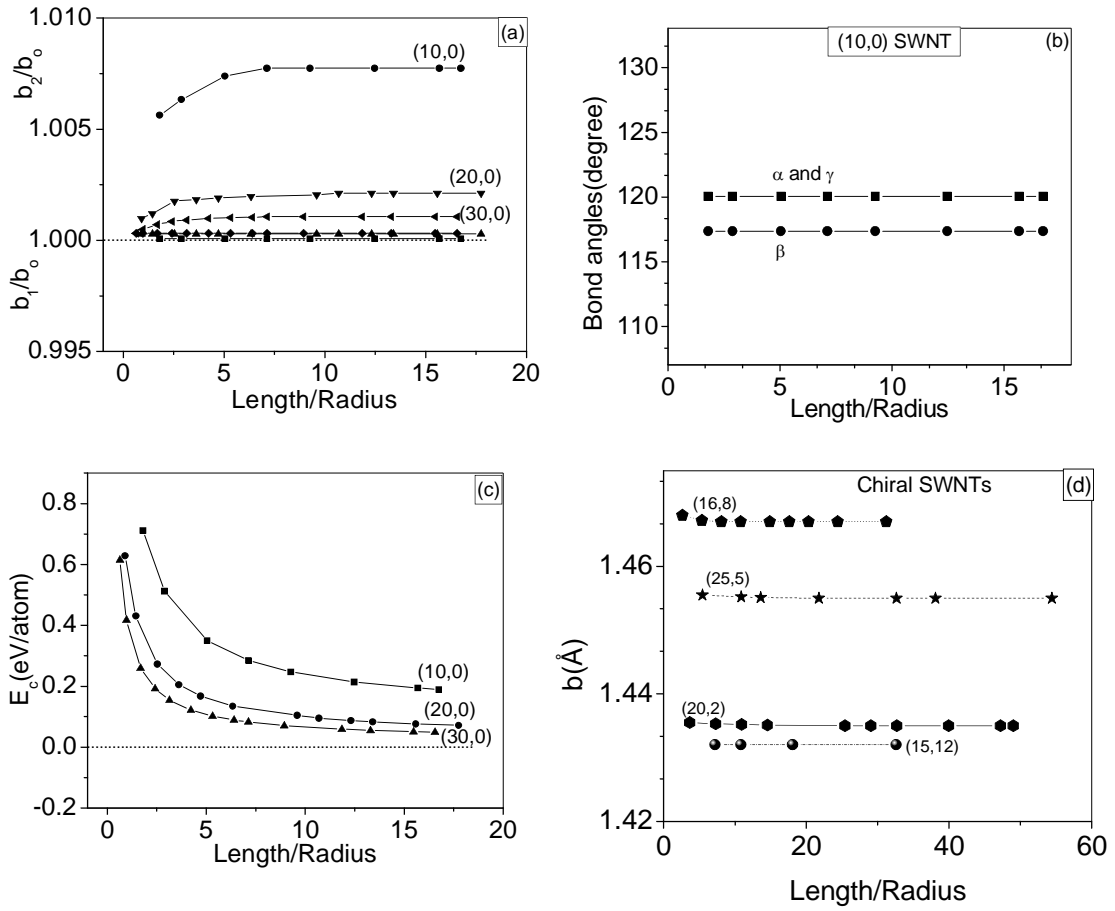 (a)
1.010
1.005
1.000
0.995
b2/bo
b1/bo
(10,0)
(20,0)
(30,0)
0 5 10 15 20
Length/Radius
(b)
(10,0) SWNT
130
125
120
115
110
Bond angles(degree)
α and γ
β
0 5 10 15
Length/Radius
(c)
0.8
0.6
0.4
0.2
0.0
-0.2
Ec(eV/atom)
(10,0)
(20,0)
(30,0)
0 5 10 15 20
Length/Radius
(d)
Chiral SWNTs
(16,8)
1.46
(25,5)
b(Å)
1.44
(20,2)
(15,12)
1.42
0 20 40 60
Length/Radius